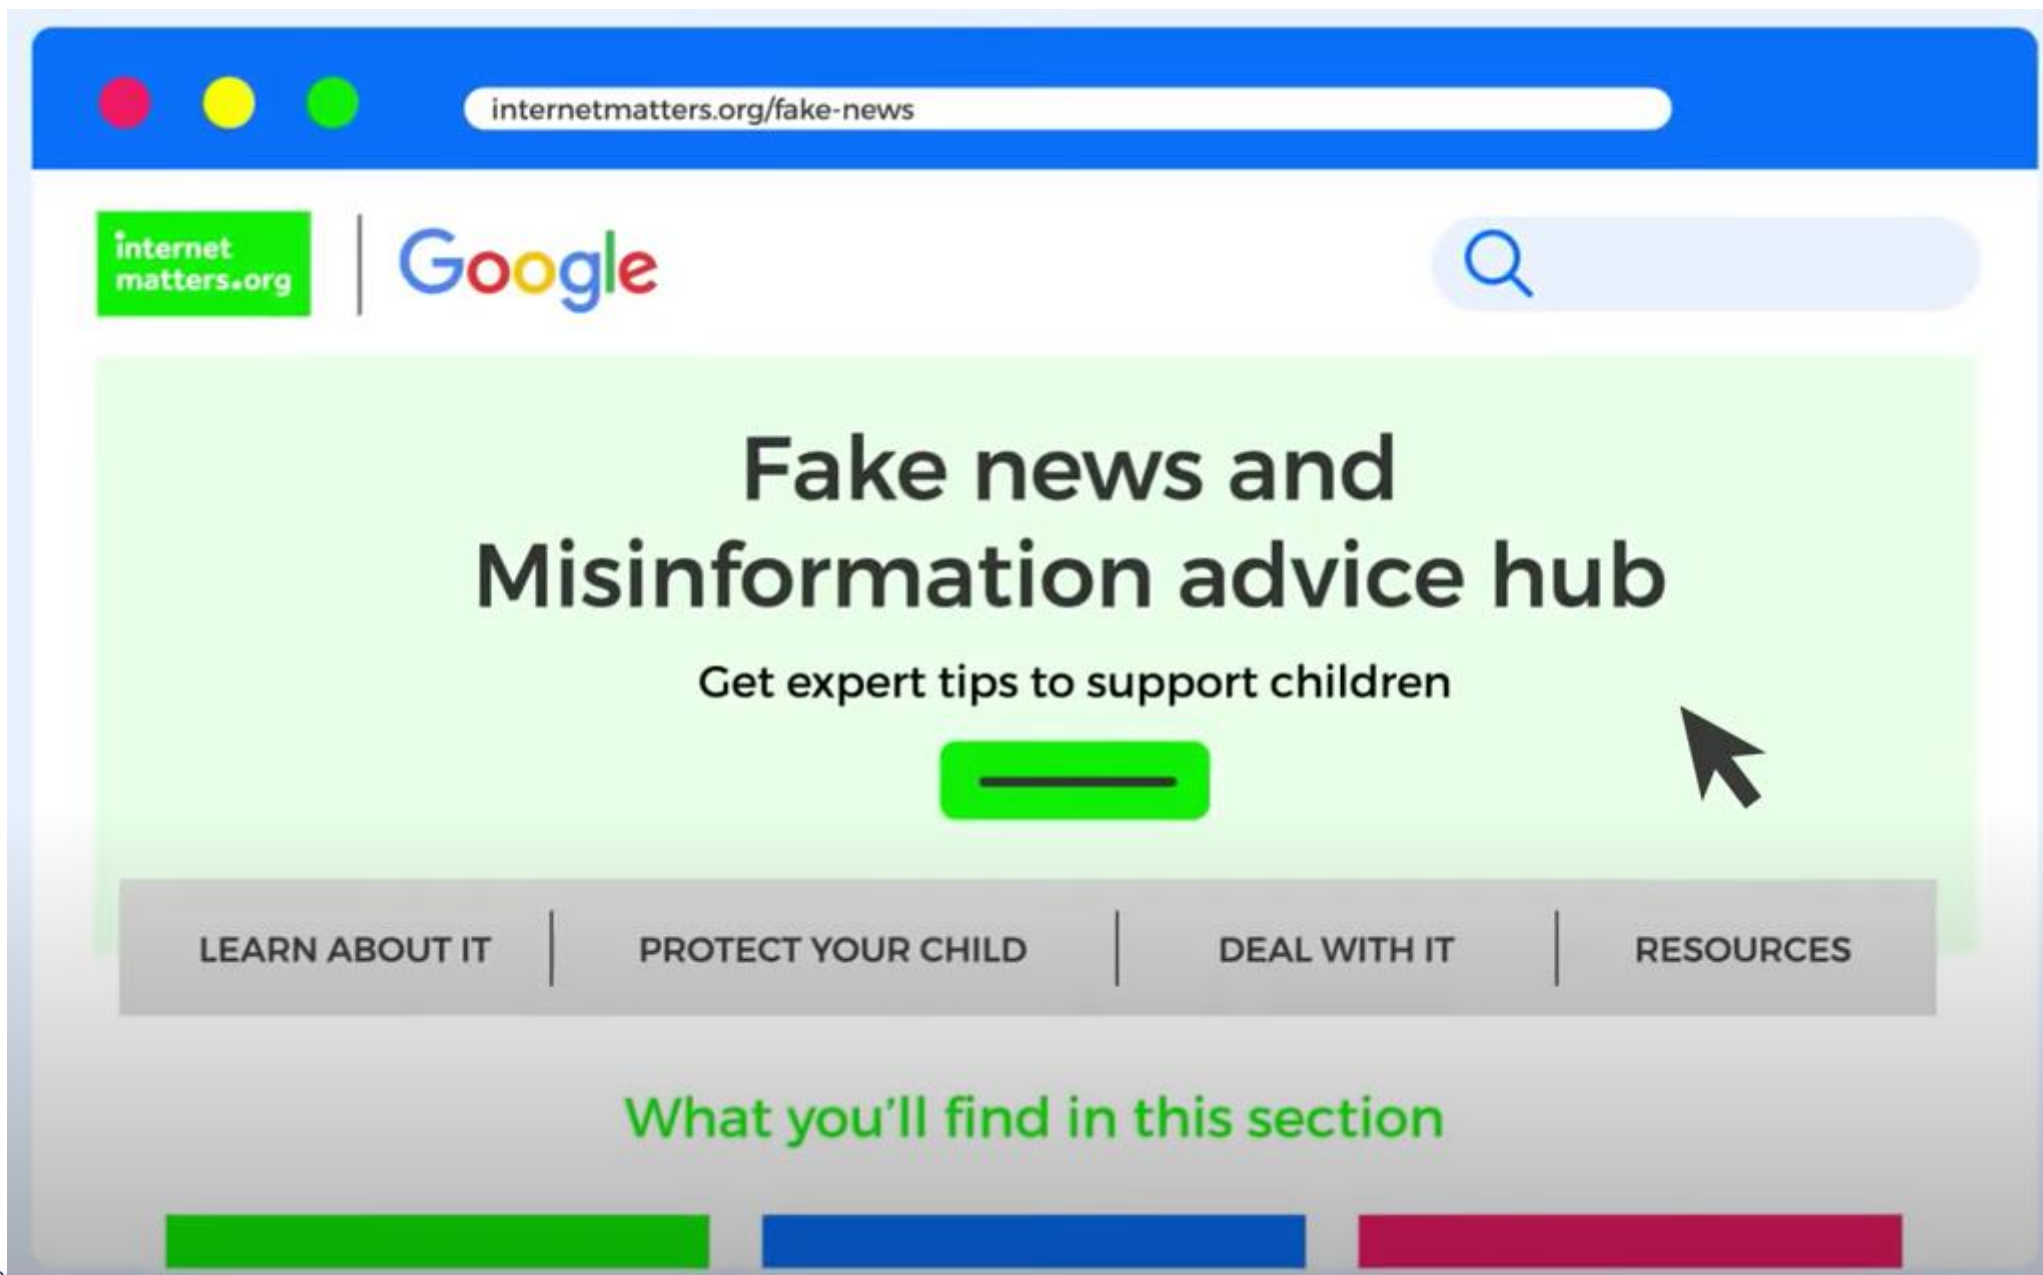 internetmatters.org/fake-news
internet
matters.org
Google
Fake news and
Misinformation advice hub
Get expert tips to support children
LEARN ABOUT IT
PROTECT YOUR CHILD
DEAL WITH IT
RESOURCES
What you'll find in this section